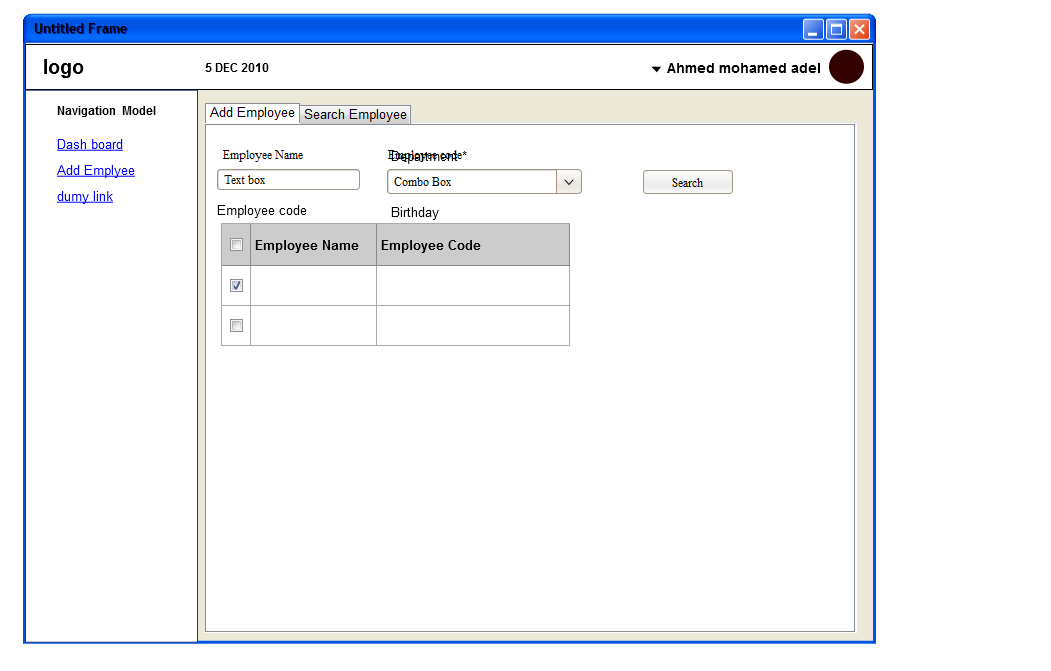 Untitled Frame
logo
5 DEC 2010
Ahmed mohamed adel
Navigation Model
Dash board
Add Emplyee
dumy link
Add Employee
Search Employee
Employee Name
Employee code*
Department
Text box
Combo Box
Search
Employee code
Birthday
Employee Name
Employee Code